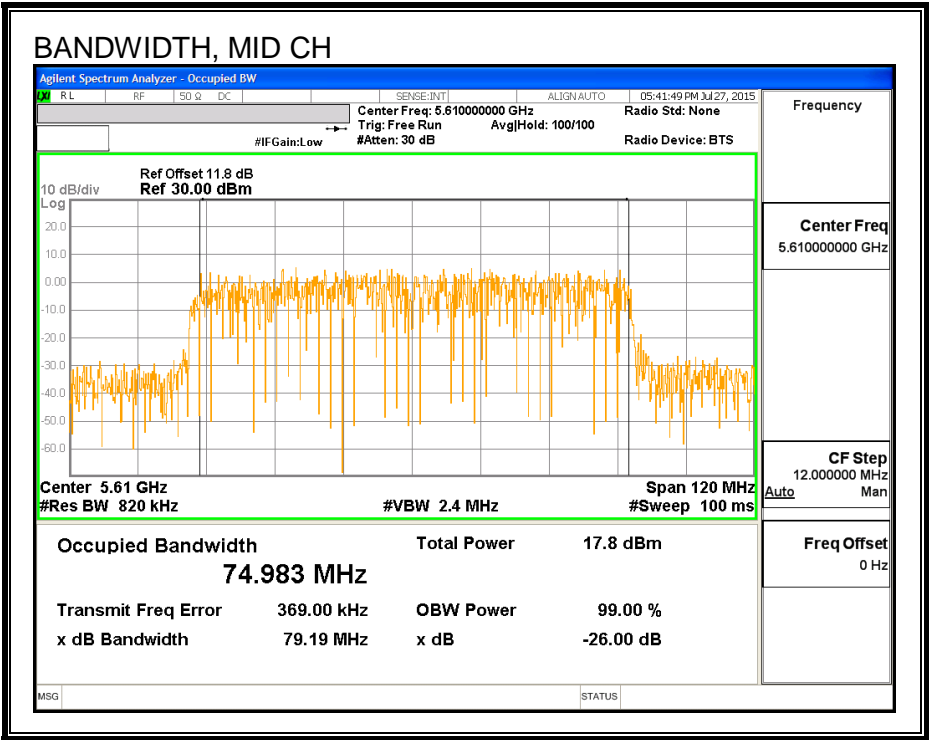 BANDWIDTH, MID CH
Agilent Spectrum Analyzer - Occupied BW
LXI RL RF 50 Ω DC SENSE:INT ALIGN AUTO 05:41:49 PM Jul 27, 2015
Center Freq: 5.610000000 GHz Radio Std: None
Trig: Free Run Avg|Hold: 100/100
#IFGain:Low #Atten: 30 dB Radio Device: BTS
Frequency
Ref Offset 11.8 dB
10 dB/div Ref 30.00 dBm
Log
20.0
10.0
0.00
-10.0
-20.0
-30.0
-40.0
-50.0
-60.0
Center 5.61 GHz Span 120 MHz
#Res BW 820 kHz #VBW 2.4 MHz #Sweep 100 ms
Center Freq
5.610000000 GHz
CF Step
12.000000 MHz
Auto Man
Freq Offset
0 Hz
Occupied Bandwidth Total Power 17.8 dBm
74.983 MHz
Transmit Freq Error 369.00 kHz OBW Power 99.00 %
x dB Bandwidth 79.19 MHz x dB -26.00 dB
MSG STATUS